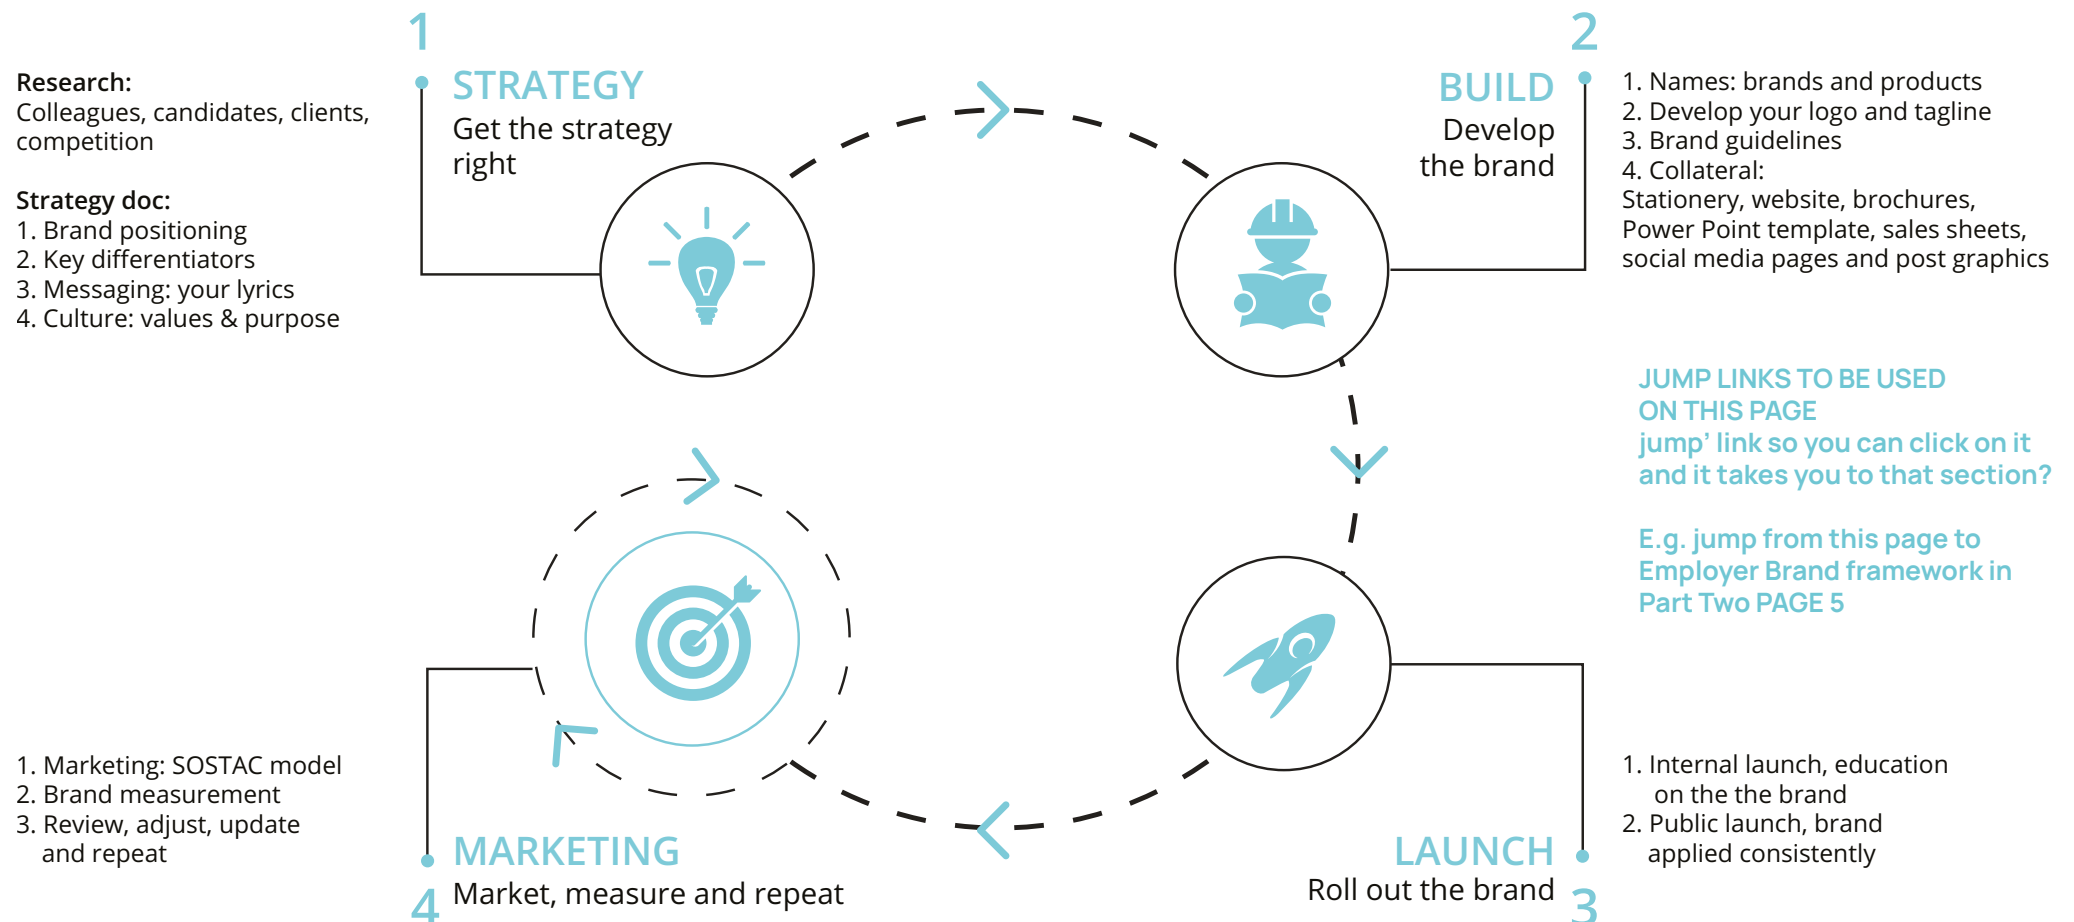 1
STRATEGY
Get the strategy
right
Research:
Colleagues, candidates, clients,
competition
Strategy doc:
1. Brand positioning
2. Key differentiators
3. Messaging: your lyrics
4. Culture: values & purpose
2
BUILD
Develop
the brand
1. Names: brands and products
2. Develop your logo and tagline
3. Brand guidelines
4. Collateral:
Stationery, website, brochures,
Power Point template, sales sheets,
social media pages and post graphics
JUMP LINKS TO BE USED
ON THIS PAGE
jump’ link so you can click on it
and it takes you to that section?
E.g. jump from this page to
Employer Brand framework in
Part Two PAGE 5
1. Internal launch, education
on the the brand
2. Public launch, brand
applied consistently
LAUNCH
Roll out the brand
3
1. Marketing: SOSTAC model
2. Brand measurement
3. Review, adjust, update
and repeat
MARKETING
Market, measure and repeat
4